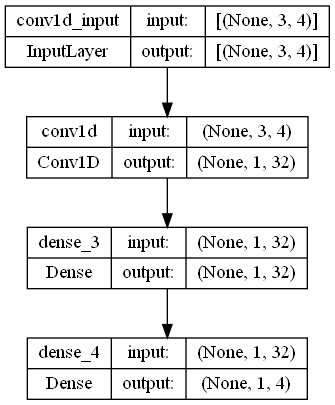 conv1d_input input: [(None, 3, 4)]
InputLayer output: [(None, 3, 4)]
conv1d input: (None, 3, 4)
Conv1D output: (None, 1, 32)
dense_3 input: (None, 1, 32)
Dense output: (None, 1, 32)
dense_4 input: (None, 1, 32)
Dense output: (None, 1, 4)